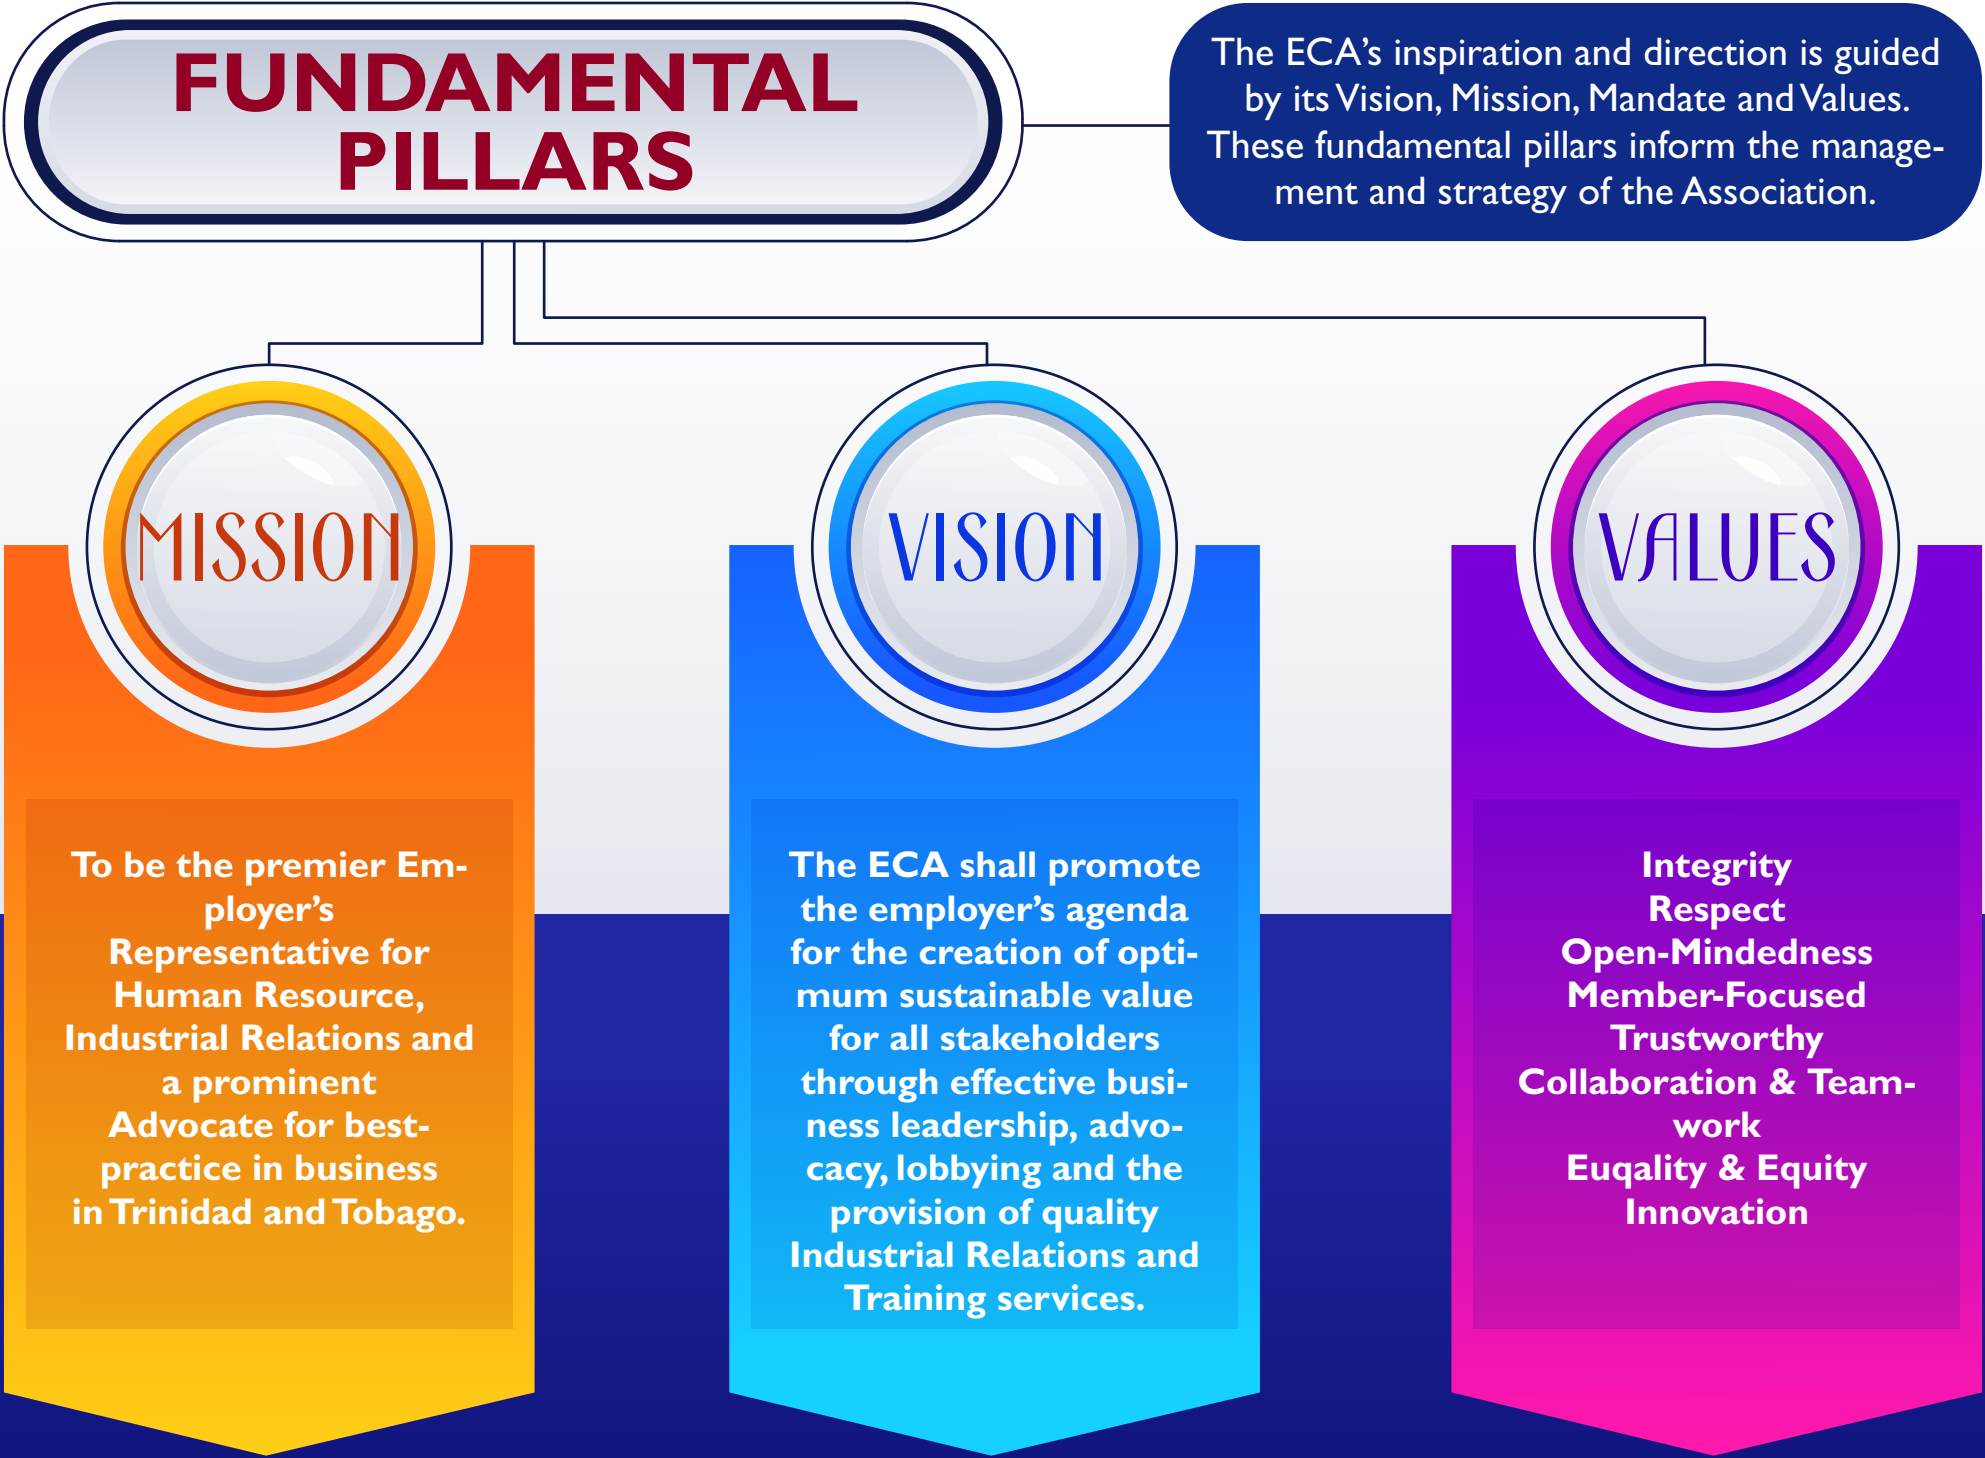 FUNDAMENTAL
PILLARS
The ECA’s inspiration and direction is guided
by its Vision, Mission, Mandate and Values.
These fundamental pillars inform the manage-
ment and strategy of the Association.
MISSION
To be the premier Em-
ployer’s
Representative for
Human Resource,
Industrial Relations and
a prominent
Advocate for best-
practice in business
in Trinidad and Tobago.
VISION
The ECA shall promote
the employer’s agenda
for the creation of opti-
mum sustainable value
for all stakeholders
through effective busi-
ness leadership, advo-
cacy, lobbying and the
provision of quality
Industrial Relations and
Training services.
VALUES
Integrity
Respect
Open-Mindedness
Member-Focused
Trustworthy
Collaboration & Team-
work
Euqality & Equity
Innovation